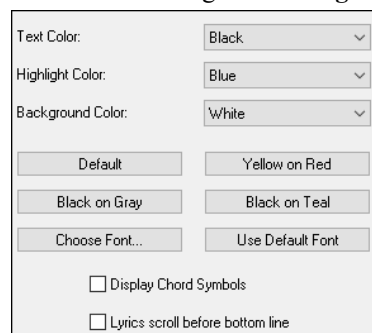 Text Color: Black
Highlight Color: Blue
Background Color: White
Default Yellow on Red
Black on Gray Black on Teal
Choose Font... Use Default Font
Display Chord Symbols
Lyrics scroll before bottom line